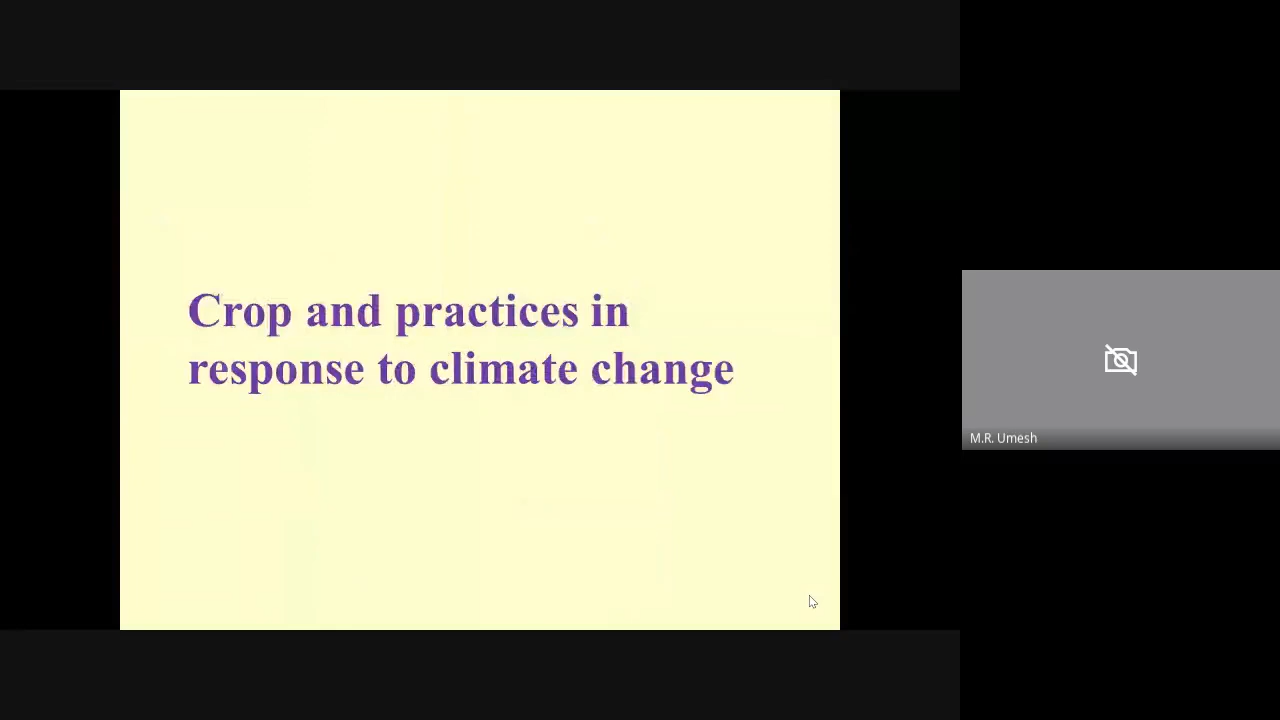 Crop and practices in
response to climate change
M.R. Umesh